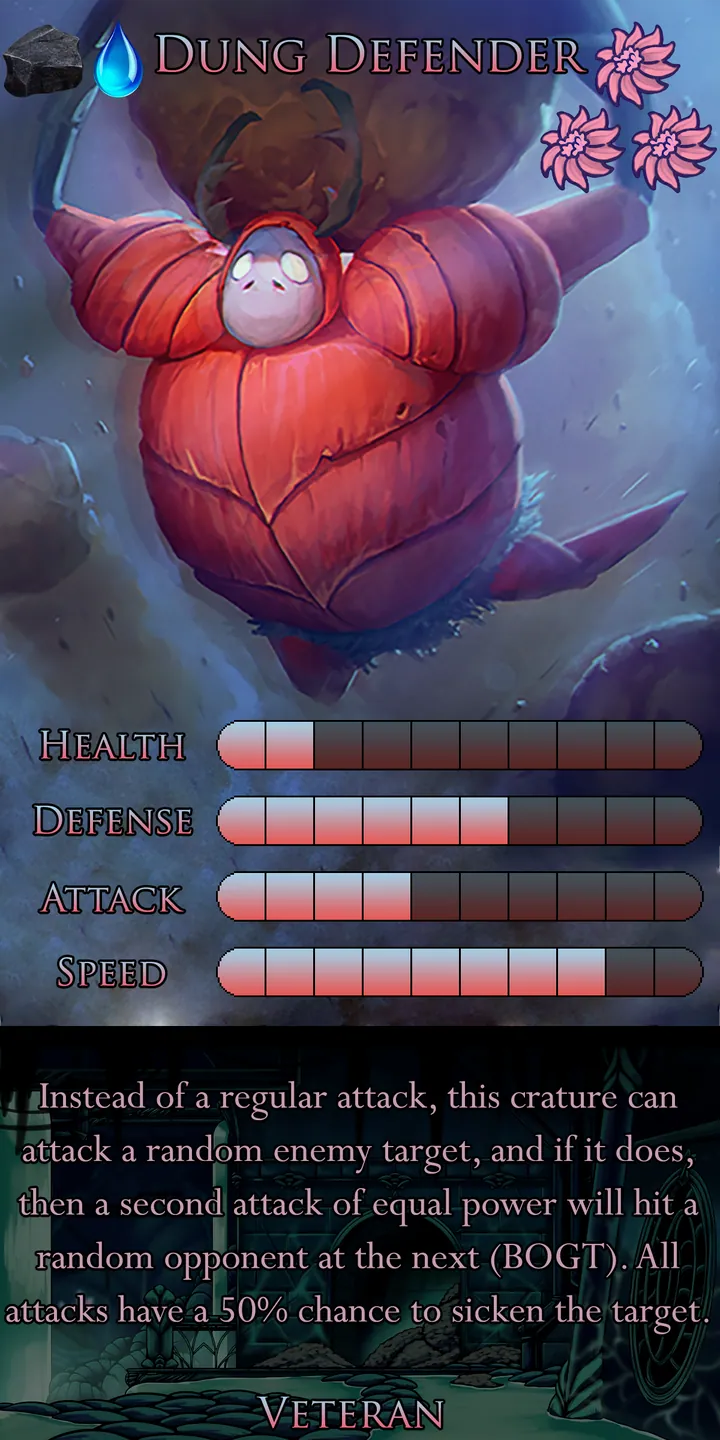 Dung Defender
Health
Defense
Attack
Speed
Instead of a regular attack, this crature can
attack a random enemy target, and if it does,
then a second attack of equal power will hit a
random opponent at the next (BOGT). All
attacks have a 50% chance to sicken the target.
Veteran